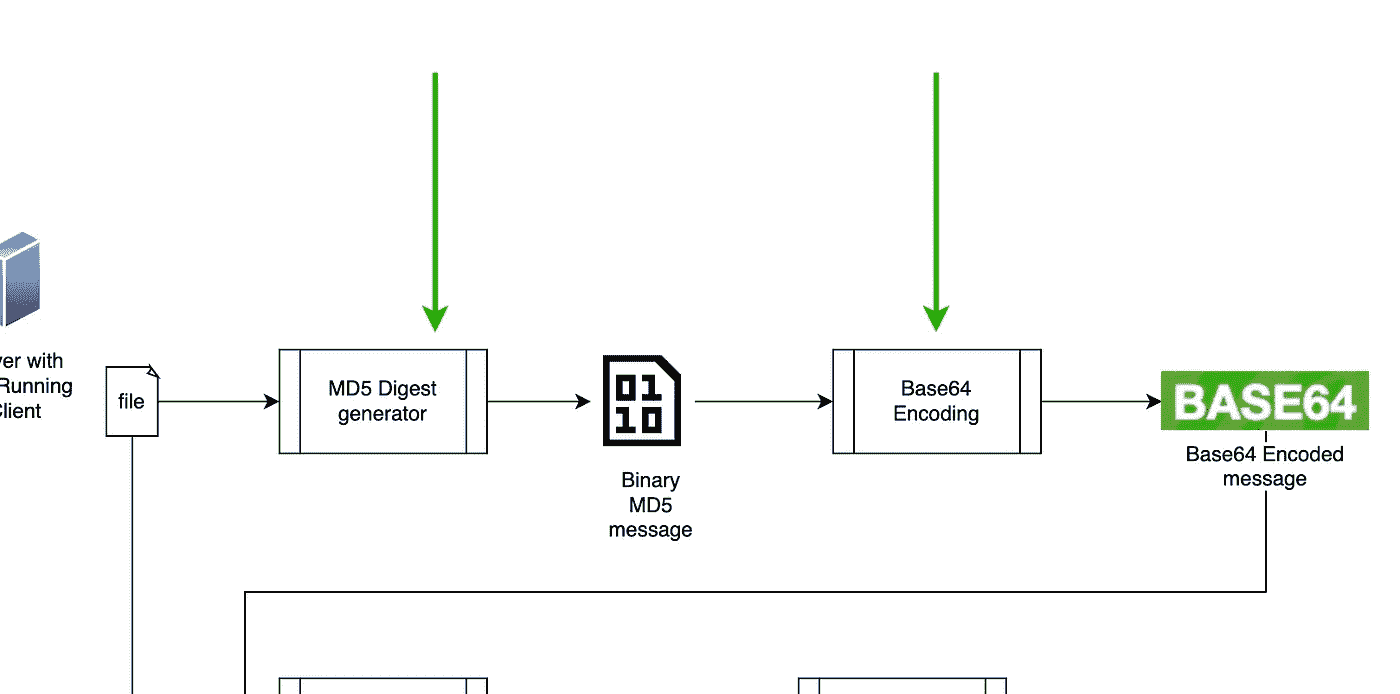 ver with
Running
Client
file
MD5 Digest
generator
01
10
Binary
MD5
message
Base64
Encoding
BASE64
Base64 Encoded
message